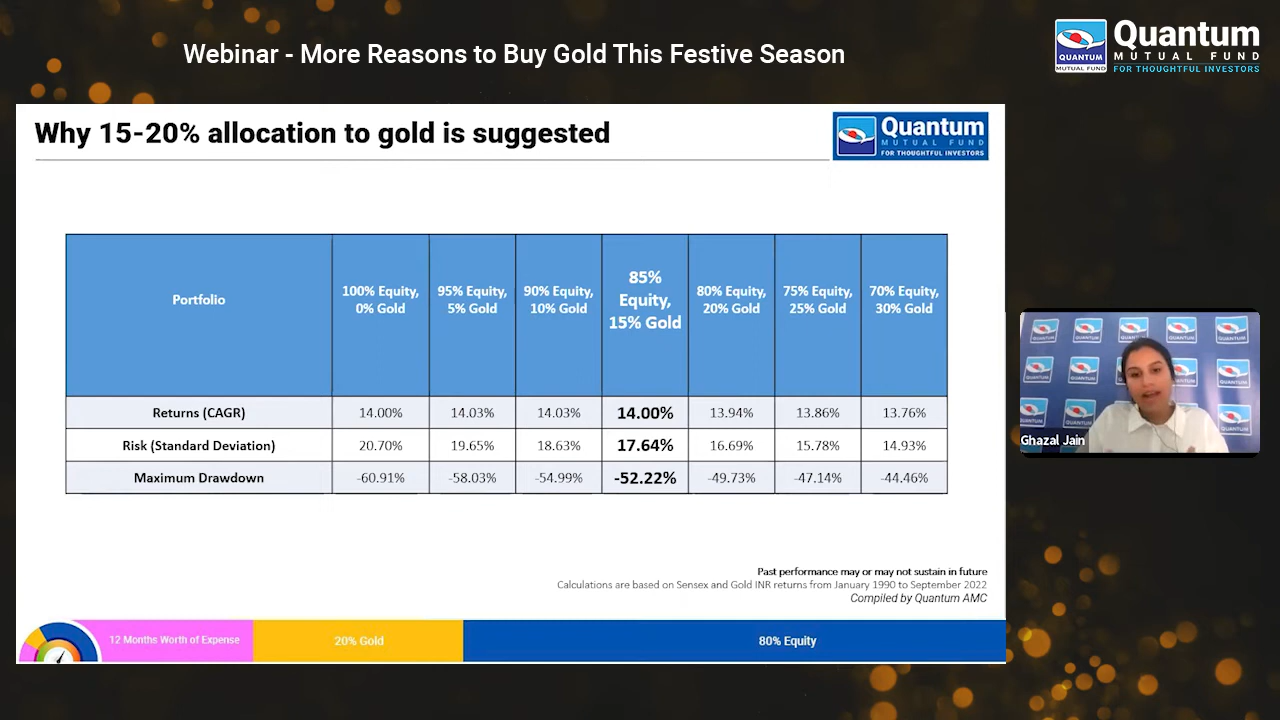 Webinar - More Reasons to Buy Gold This Festive Season
QUANTUM
MUTUAL FUND
Quantum
MUTUAL FUND
FOR THOUGHTFUL INVESTORS
Why 15-20% allocation to gold is suggested
Quantum
MUTUAL FUND
FOR THOUGHTFUL INVESTORS
Portfolio
100% Equity,
0% Gold
95% Equity,
5% Gold
90% Equity,
10% Gold
85%
Equity,
15% Gold
80% Equity,
20% Gold
75% Equity,
25% Gold
70% Equity,
30% Gold
Returns (CAGR) 14.00% 14.03% 14.03% 14.00% 13.94% 13.86% 13.76%
Risk (Standard Deviation) 20.70% 19.65% 18.63% 17.64% 16.69% 15.78% 14.93%
Maximum Drawdown -60.91% -58.03% -54.99% -52.22% -49.73% -47.14% -44.46%
QUANTUM
QUANTUM
QUANTUM
Ghazal Jain
Past performance may or may not sustain in future
Calculations are based on Sensex and Gold INR returns from January 1990 to September 2022
Compiled by Quantum AMC
12 Months Worth of Expense
20% Gold
80% Equity